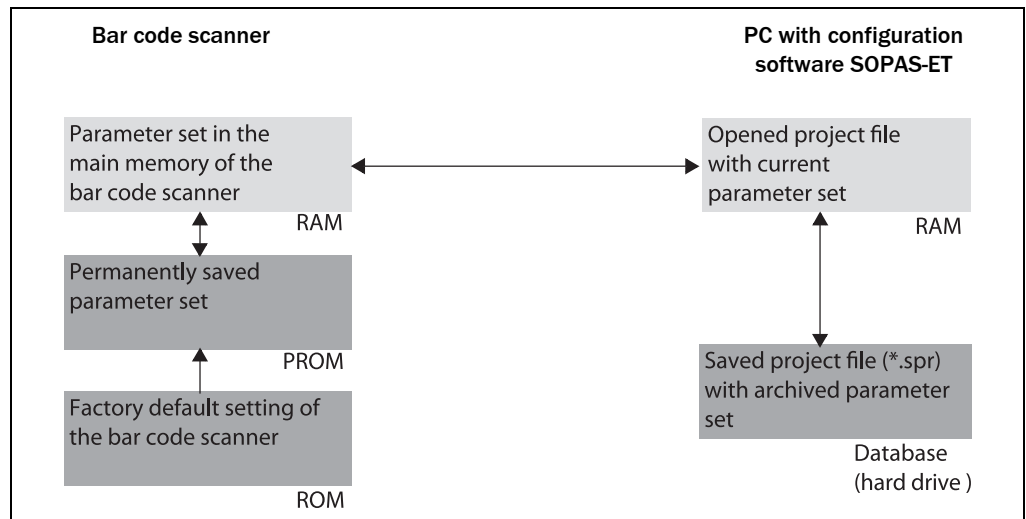 Bar code scanner
PC with configuration
software SOPAS-ET
Parameter set in the
main memory of the
bar code scanner
RAM
Opened project file
with current
parameter set
RAM
Permanently saved
parameter set
PROM
Factory default setting of
the bar code scanner
ROM
Saved project file (*.spr)
with archived parameter
set
Database
(hard drive )